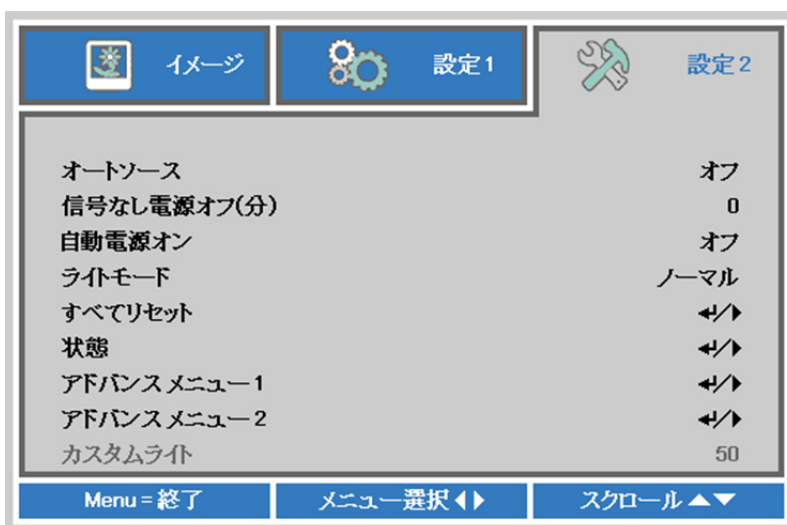 イメージ 設定1 設定2
オートソース オフ
信号なし電源オフ(分) 0
自動電源オン オフ
ライトモード ノーマル
すべてリセット ↵/▶
状態 ↵/▶
アドバンスメニュー1 ↵/▶
アドバンスメニュー2 ↵/▶
カスタムライト 50
Menu=終了 メニュー選択◀▶ スクロール▲▼